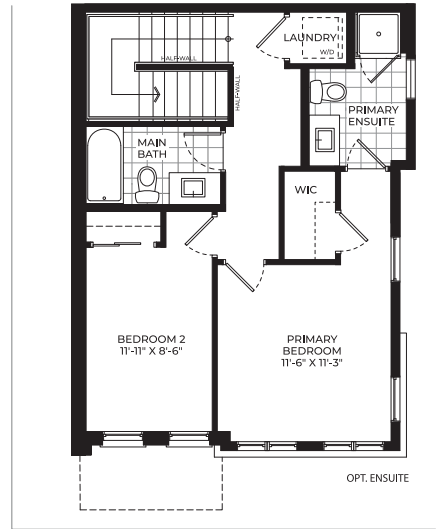 LAUNDRY
W/D
HALF-WALL
HALF-WALL
PRIMARY
ENSUITE
MAIN
BATH
WIC
BEDROOM 2
11'-11" X 8'-6"
PRIMARY
BEDROOM
11'-6" X 11'-3"
OPT. ENSUITE